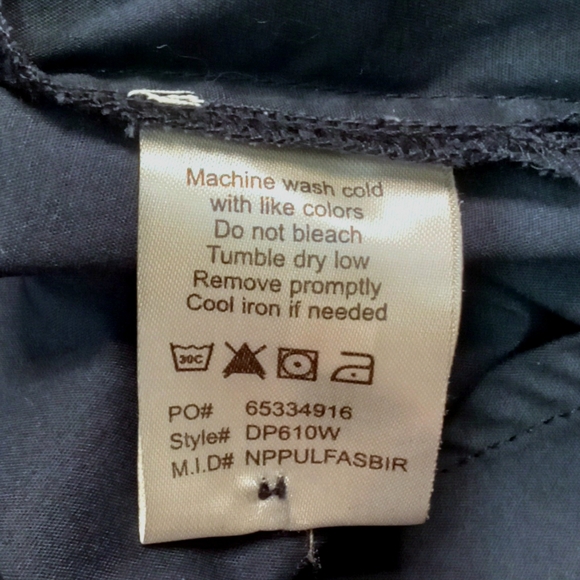 Machine wash cold
with like colors
Do not bleach
Tumble dry low
Remove promptly
Cool iron if needed
30C
PO# 65334916
Style# DP610W
M.I.D# NPPULFASBIR